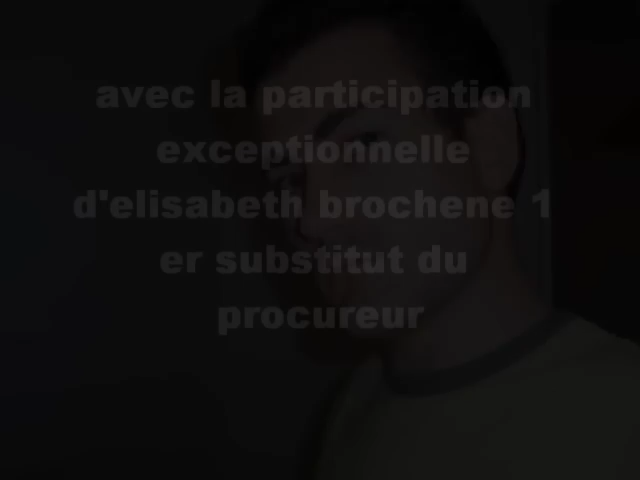 avec la participation
exceptionnelle
d'elisabeth brochene 1
er substitut du
procureur